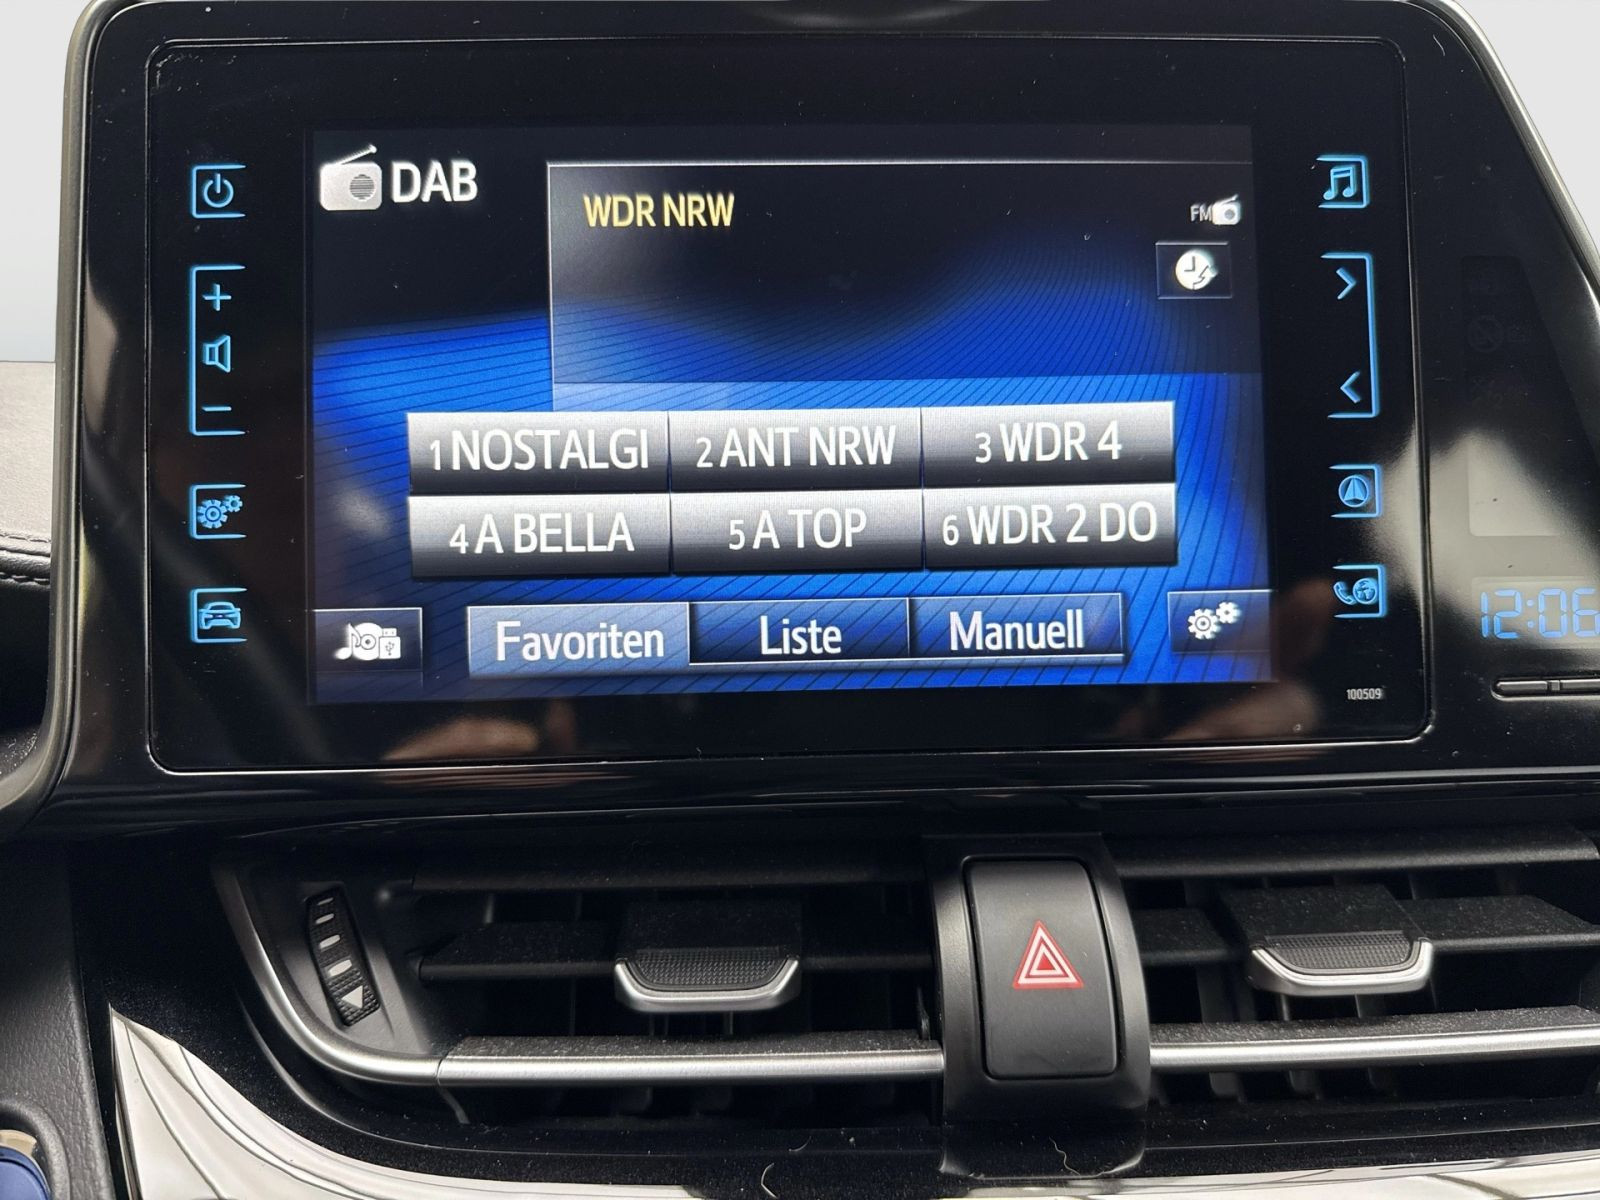 DAB
WDR NRW
FM
1 NOSTALGI 2 ANT NRW 3 WDR 4
4 A BELLA 5 A TOP 6 WDR 2 DO
Favoriten Liste Manuell
100509
12:06